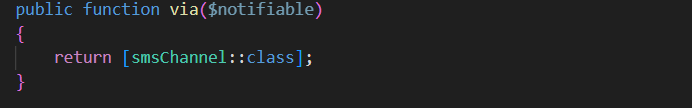 public function via($notifiable)
{
    return [smsChannel::class];
}